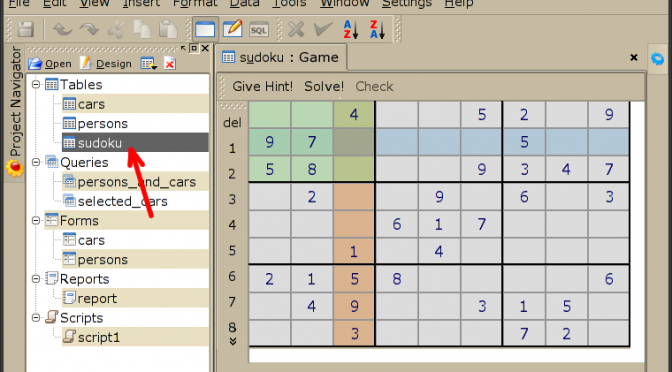 File Edit View Insert Format Data Tools Window Settings Help
SQL A Z Z A
Project Navigator
Open Design
Tables
cars
persons
sudoku
Queries
persons_and_cars
selected_cars
Forms
cars
persons
Reports
report
Scripts
script1
sudoku : Game
Give Hint! Solve! Check
del 4 5 2 9
1 9 7 5
2 5 8 9 3 4 7
3 2 9 6 3
4 6 1 7
5 1 4
6 2 1 5 8 6
7 4 9 3 1 5
8 3 7 2